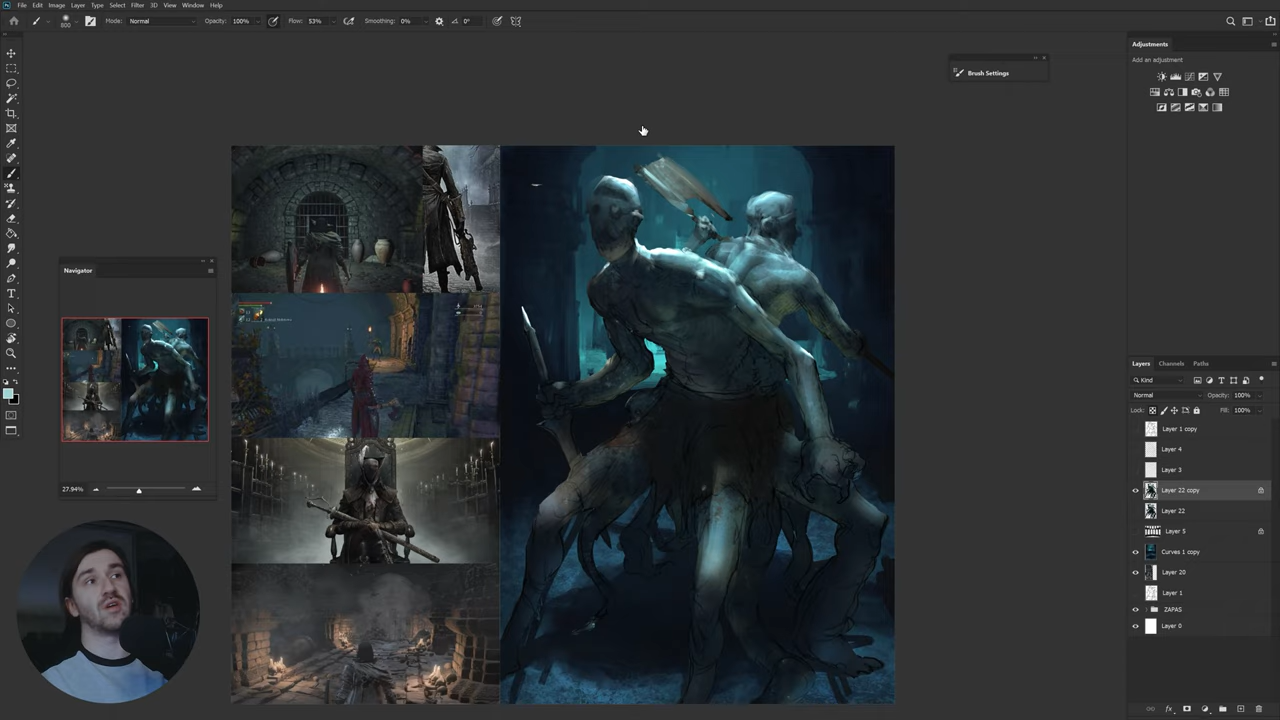 File Edit Image Layer Type Select Filter 3D View Window Help
800 Mode: Normal Opacity: 100% Flow: 53% Smoothing: 0% 0°
Adjustments
Add an adjustment
Brush Settings
Navigator
27.94%
Layers Channels Paths
Kind
Normal Opacity: 100%
Lock: Fill: 100%
Layer 1 copy
Layer 4
Layer 3
Layer 22 copy
Layer 22
Layer 5
Curves 1 copy
Layer 20
Layer 1
ZAPAS
Layer 0
fx